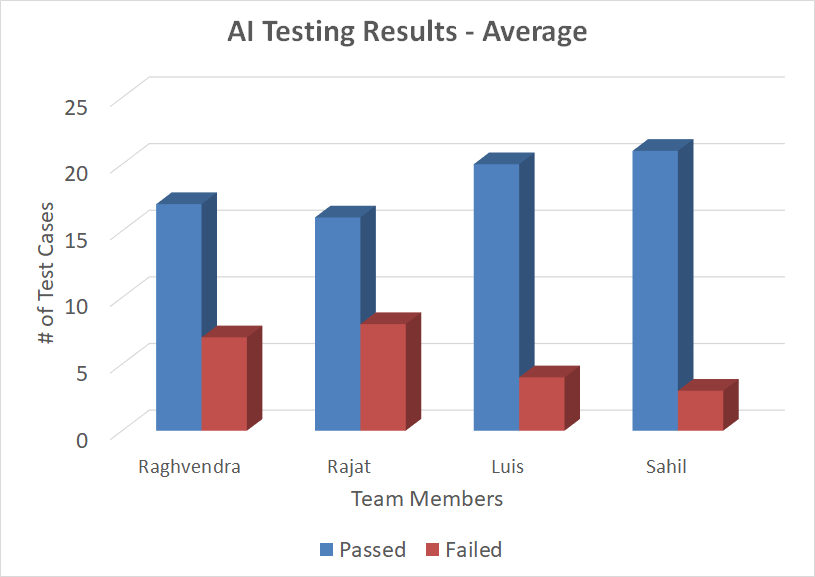 AI Testing Results - Average
25
20
15
10
5
0
# of Test Cases
Raghvendra Rajat Luis Sahil
Team Members
Passed Failed